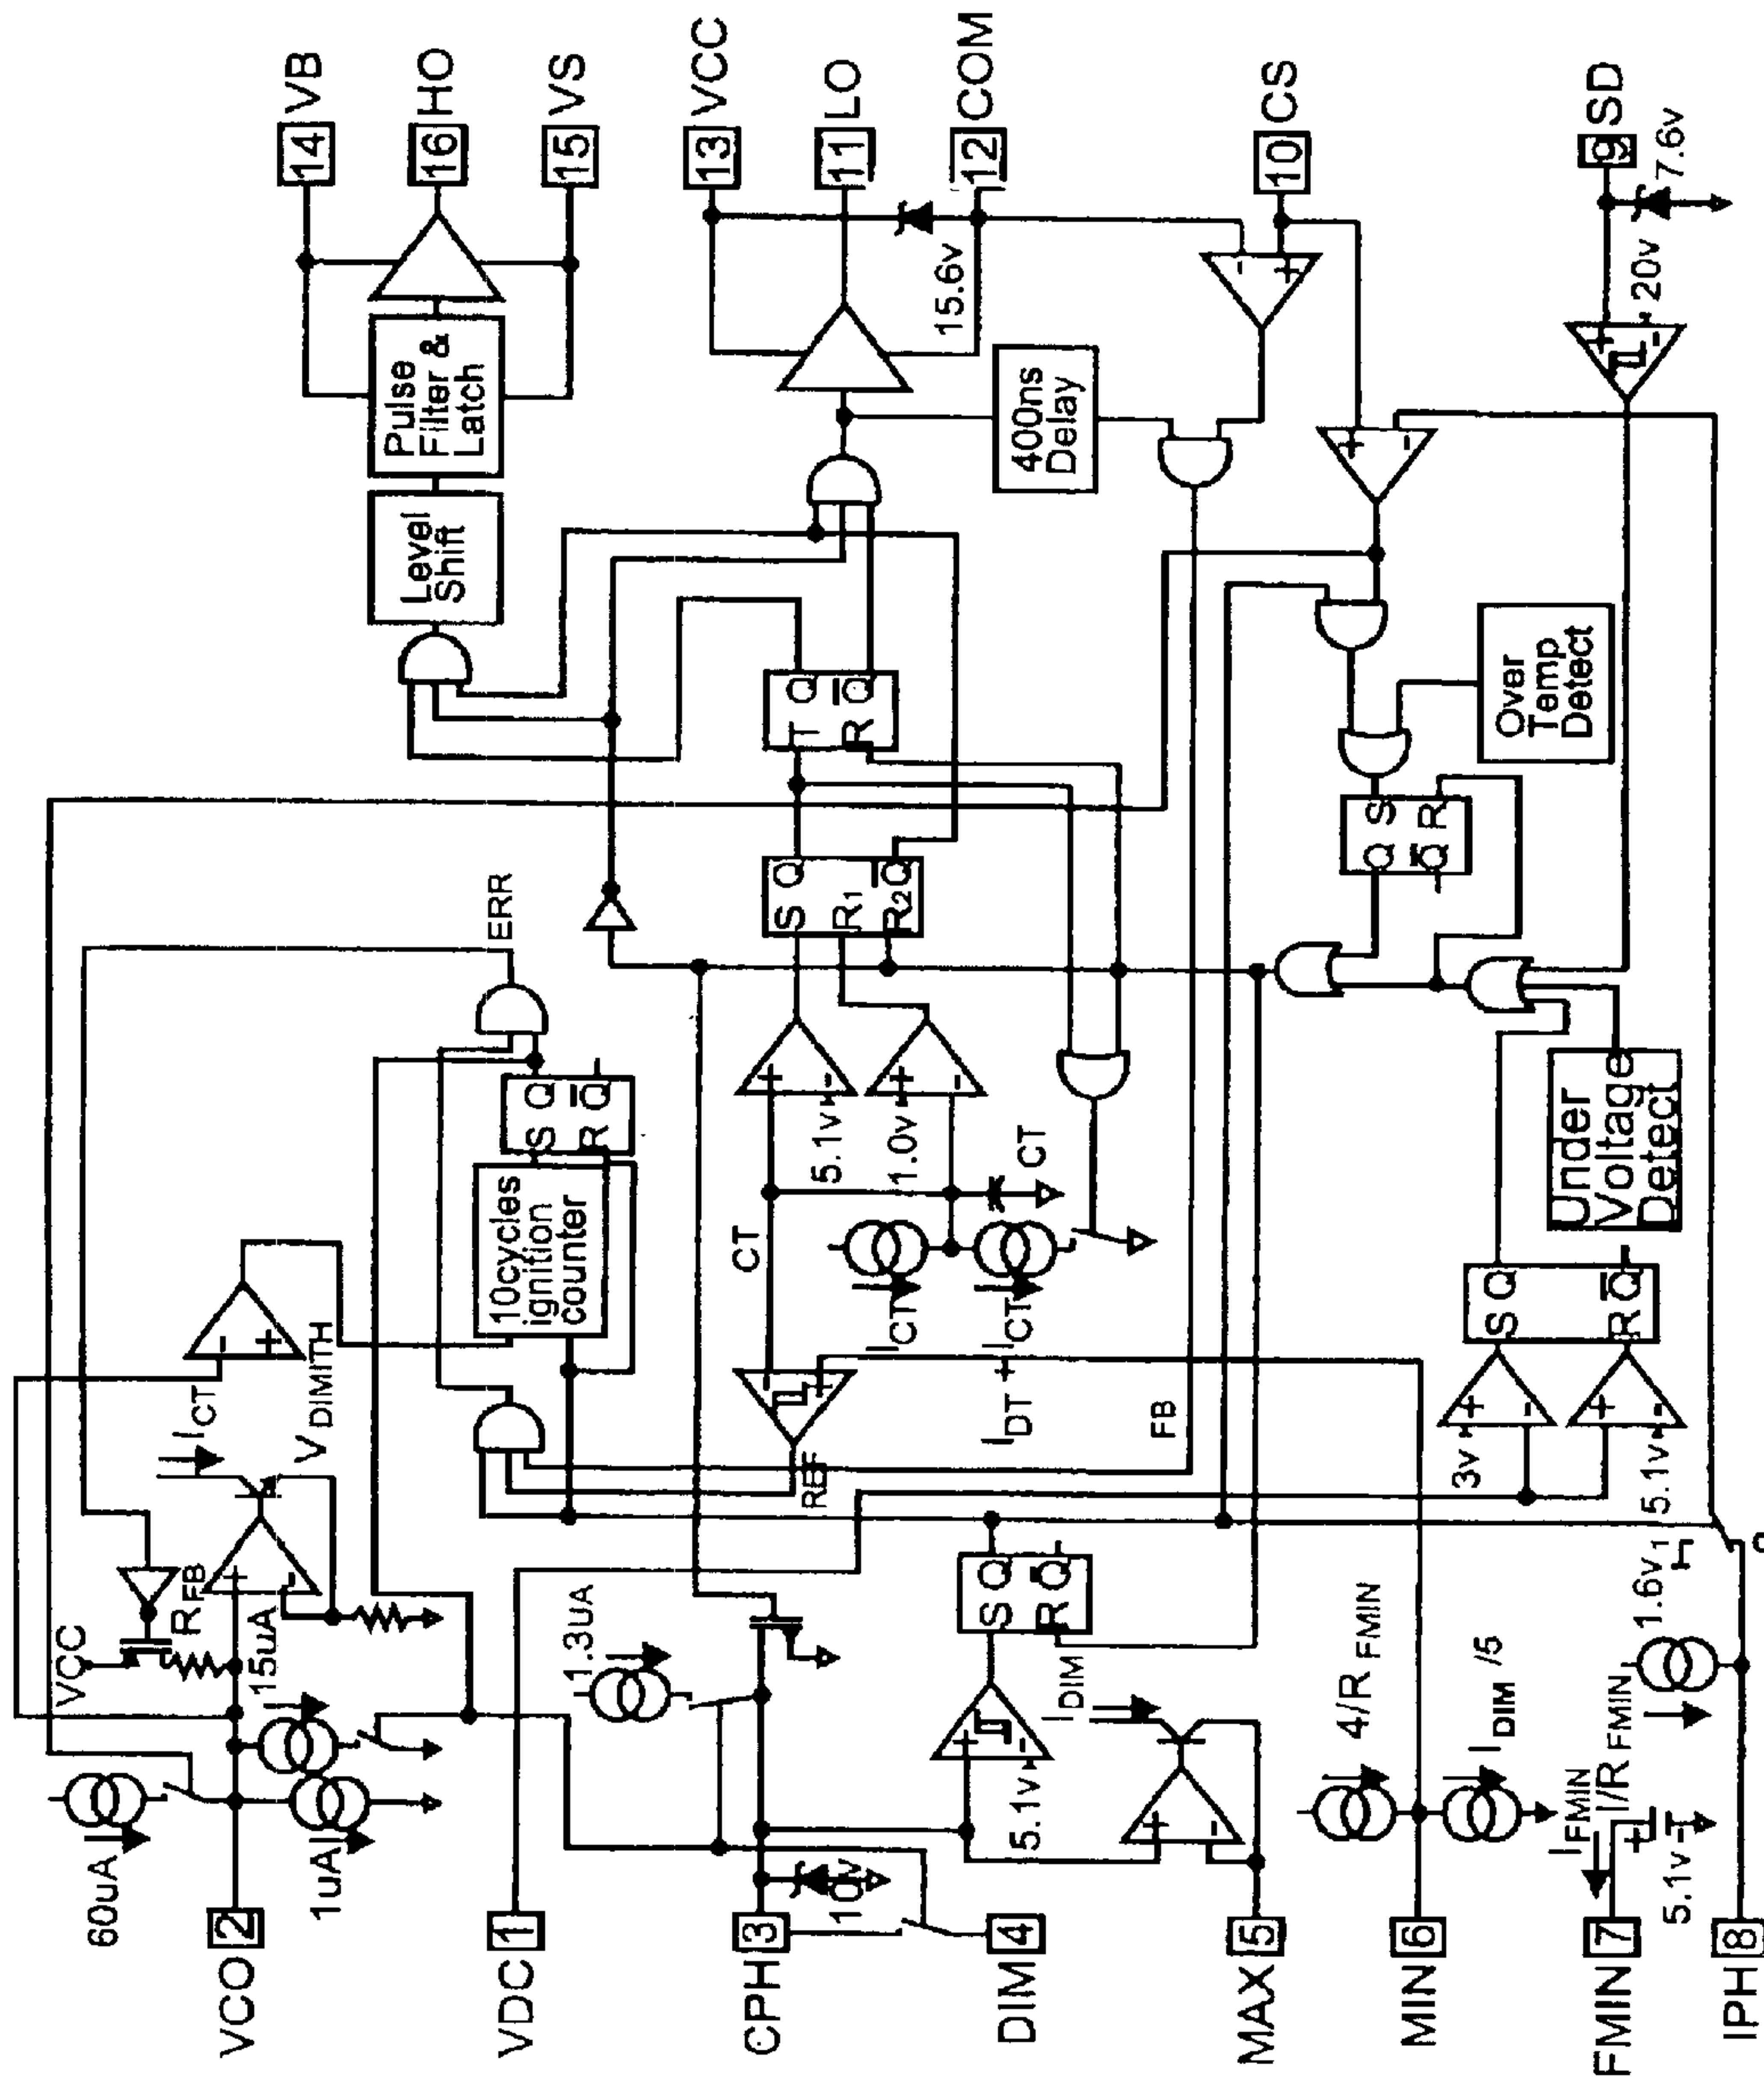 VB
14
HO
16
VS
15
VCC
13
LO
11
COM
12
CS
10
SD
9
7.6v
20v
15.6v
Pulse
Filter &
Latch
Level
Shift
400ns
Delay
Over
Temp
Detect
T Q
R Q
S Q
R1
R2 Q
S Q
R Q
ERR
S Q
R Q
10cycles
ignition
counter
5.1v
1.0v
CT
CT
ICT
IDT + ICT
FB
REF
Under
Voltage
Detect
S Q
R Q
3v
5.1v
VDIMITH
ICT
RFB
VCC
15uA
60uA
1uA
1.3uA
10v
S Q
R Q
5.1v
IDIM
4/RFMIN
IDIM /5
IFMIN
I/RFMIN
5.1v
1.6v
1
VCO 2
VDC 1
CPH 3
DIM 4
MAX 5
MIN 6
FMIN 7
IPH 8